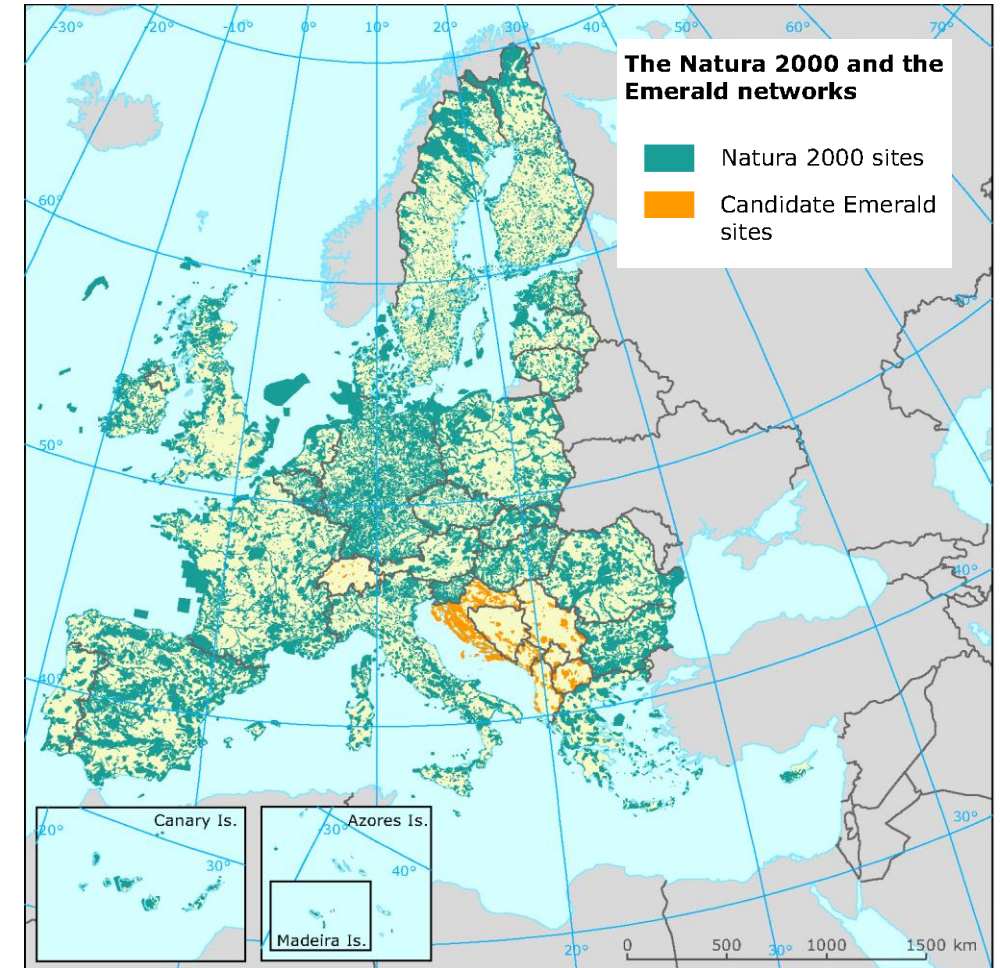 -30°
-20°
-10°
0°
10°
20°
30°
40°
50°
60°
70°
The Natura 2000 and the
Emerald networks
Natura 2000 sites
Candidate Emerald
sites
60°
50°
50°
40°
40°
30°
Canary Is.
-20°
30°
Azores Is.
-30°
40°
Madeira Is.
20°
30°
0 500 1000 1500 km